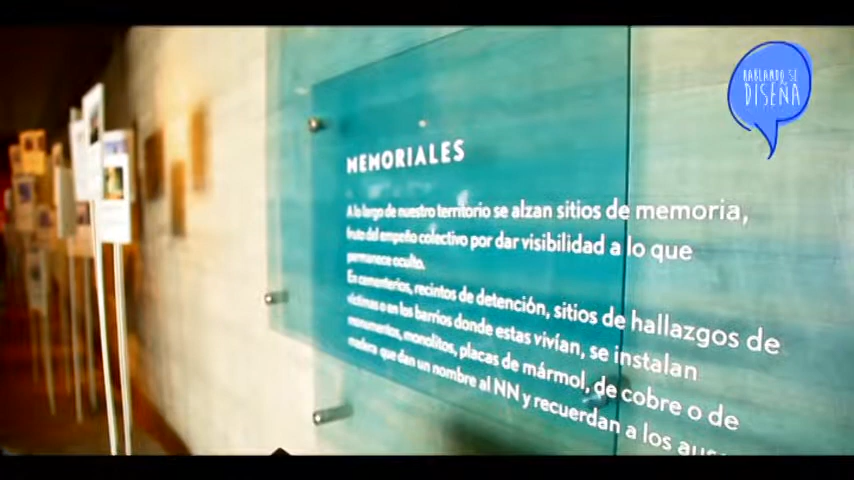 HABLANDO SE
DISEÑA
MEMORIALES
A lo largo de nuestro territorio se alzan sitios de memoria,
fruto del empeño colectivo por dar visibilidad a lo que
permanece oculto.
En cementerios, recintos de detención, sitios de hallazgos de
víctimas o en los barrios donde estas vivían, se instalan
monumentos, monolitos, placas de mármol, de cobre o de
madera que dan un nombre al NN y recuerdan a los